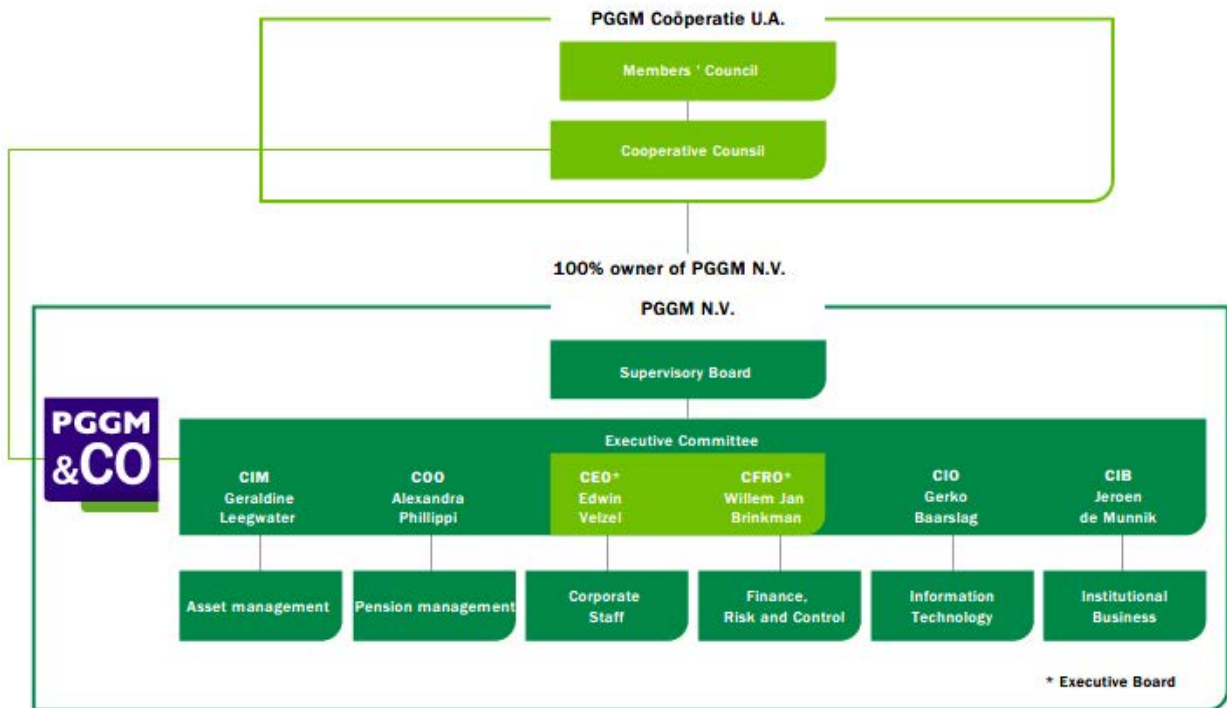 PGGM Coöperatie U.A.
Members ' Council
Cooperative Counsil
100% owner of PGGM N.V.
PGGM N.V.
Supervisory Board
PGGM
&CO
Executive Committee
CIM
Geraldine
Leegwater
COO
Alexandra
Phillippi
CEO*
Edwin
Velzel
CFRO*
Willem Jan
Brinkman
CIO
Gerko
Baarslag
CIB
Jeroen
de Munnik
Asset management
Pension management
Corporate
Staff
Finance,
Risk and Control
Information
Technology
Institutional
Business
* Executive Board